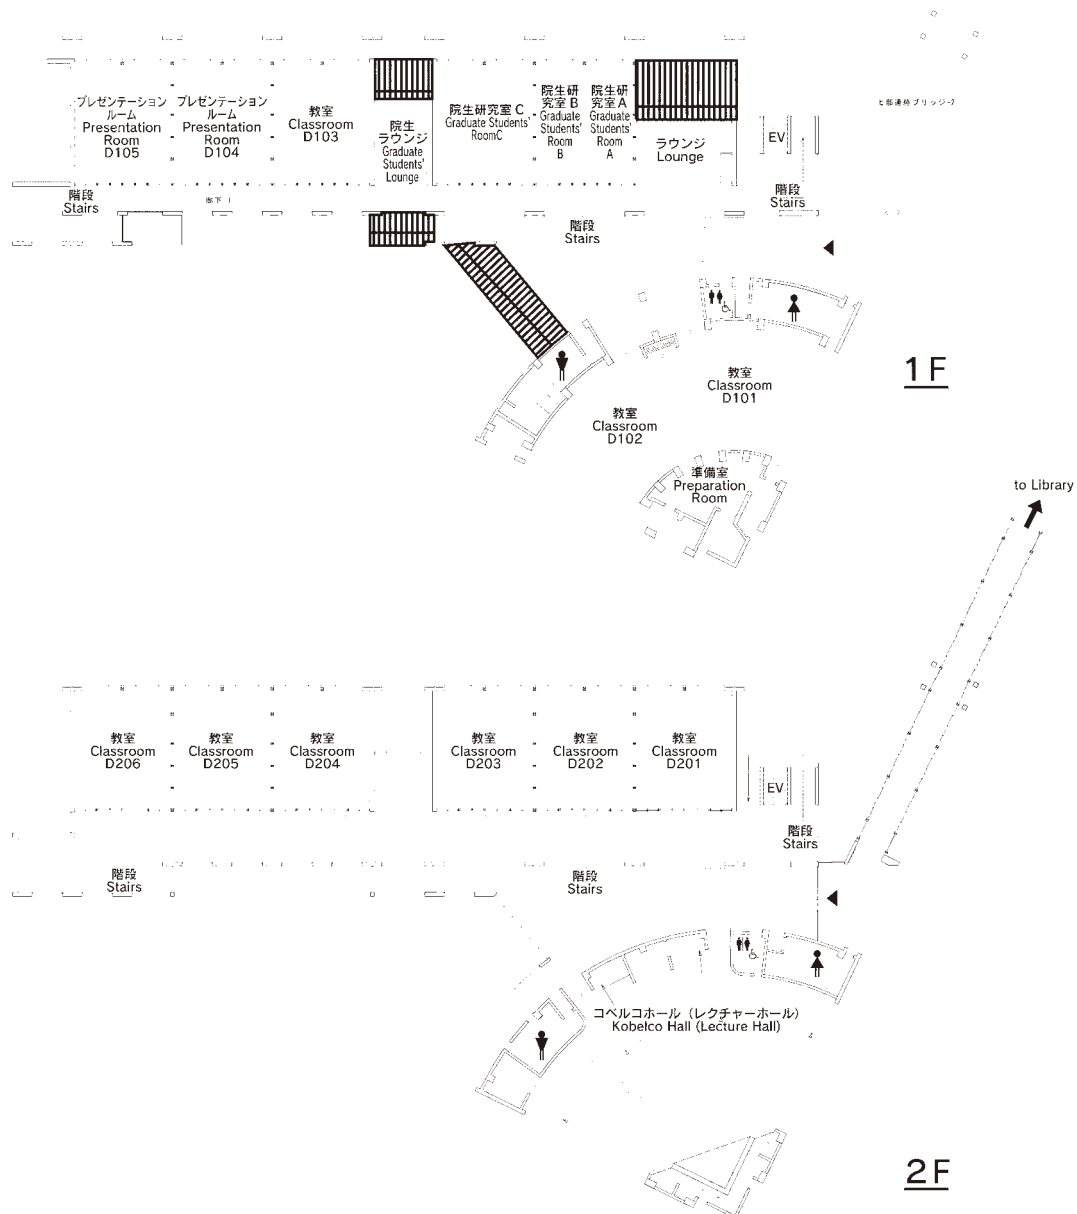 プレゼンテーション
ルーム
Presentation
Room
D105
プレゼンテーション
ルーム
Presentation
Room
D104
教室
Classroom
D103
院生
ラウンジ
Graduate
Students'
Lounge
院生研究室 C
Graduate Students'
RoomC
院生研
究室 B
Graduate
Students'
Room
B
院生研
究室 A
Graduate
Students'
Room
A
ラウンジ
Lounge
EV
階段
Stairs
階段
Stairs
廊下 1
階段
Stairs
教室
Classroom
D101
教室
Classroom
D102
準備室
Preparation
Room
1F
to Library
教室
Classroom
D206
教室
Classroom
D205
教室
Classroom
D204
教室
Classroom
D203
教室
Classroom
D202
教室
Classroom
D201
EV
階段
Stairs
階段
Stairs
階段
Stairs
コベルコホール（レクチャーホール）
Kobelco Hall (Lecture Hall)
2F